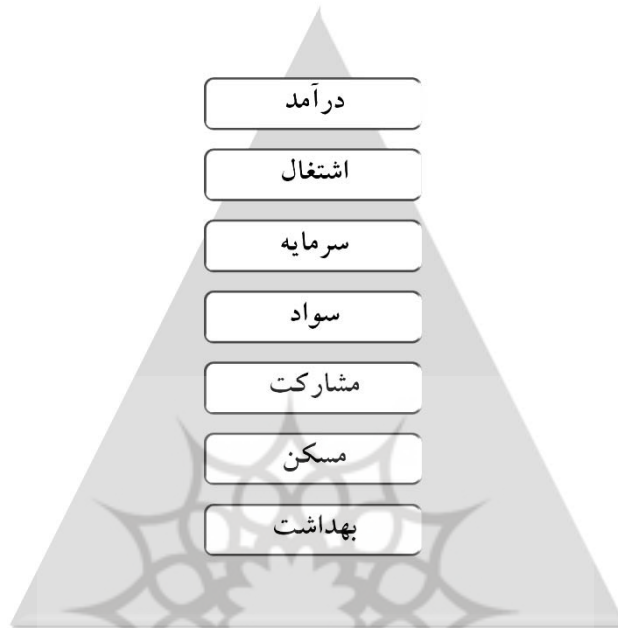 درآمد
اشتغال
سرمایه
سواد
مشارکت
مسکن
بهداشت